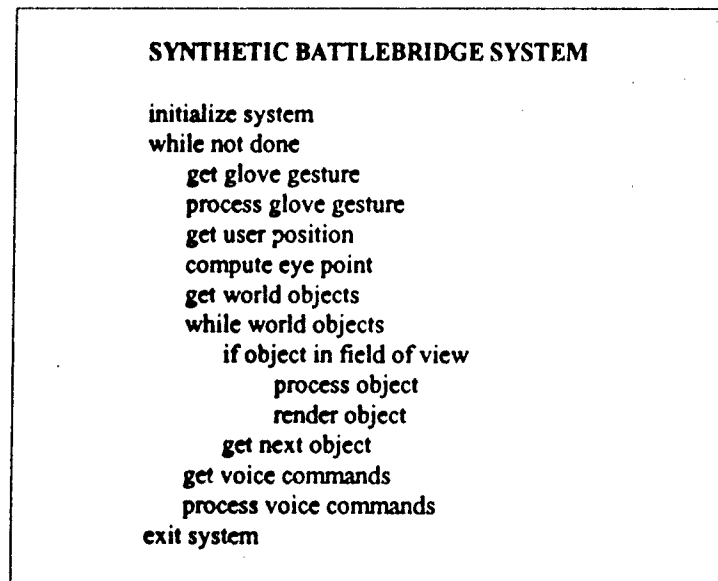 SYNTHETIC BATTLEBRIDGE SYSTEM
initialize system
while not done
get glove gesture
process glove gesture
get user position
compute eye point
get world objects
while world objects
if object in field of view
process object
render object
get next object
get voice commands
process voice commands
exit system